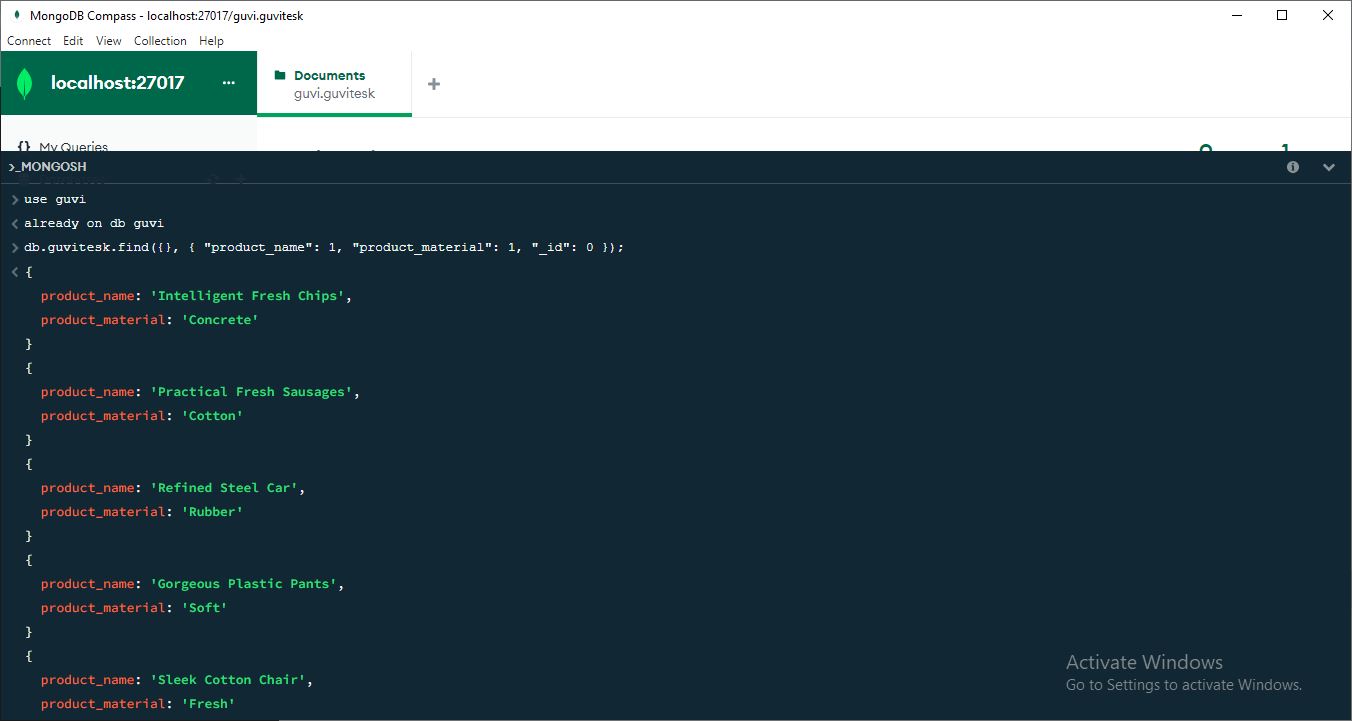 MongoDB Compass - localhost:27017/guvi.guvitesk
Connect Edit View Collection Help
localhost:27017 ...
Documents
guvi.guvitesk
+
{} My Queries
>_MONGOSH
> use guvi
< already on db guvi
> db.guvitesk.find({}, { "product_name": 1, "product_material": 1, "_id": 0 });
< {
product_name: 'Intelligent Fresh Chips',
product_material: 'Concrete'
}
{
product_name: 'Practical Fresh Sausages',
product_material: 'Cotton'
}
{
product_name: 'Refined Steel Car',
product_material: 'Rubber'
}
{
product_name: 'Gorgeous Plastic Pants',
product_material: 'Soft'
}
{
product_name: 'Sleek Cotton Chair',
product_material: 'Fresh'
Activate Windows
Go to Settings to activate Windows.